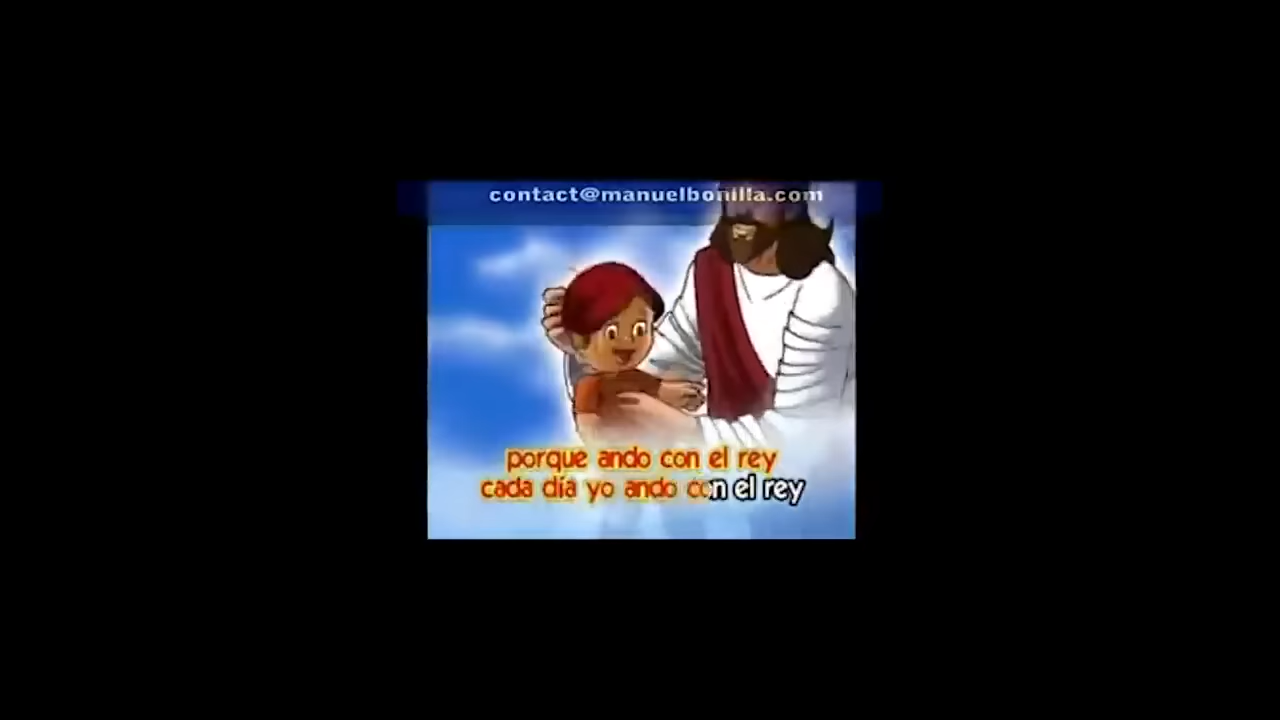 contact@manuelbonilla.com
porque ando con el rey
cada día yo ando con el rey